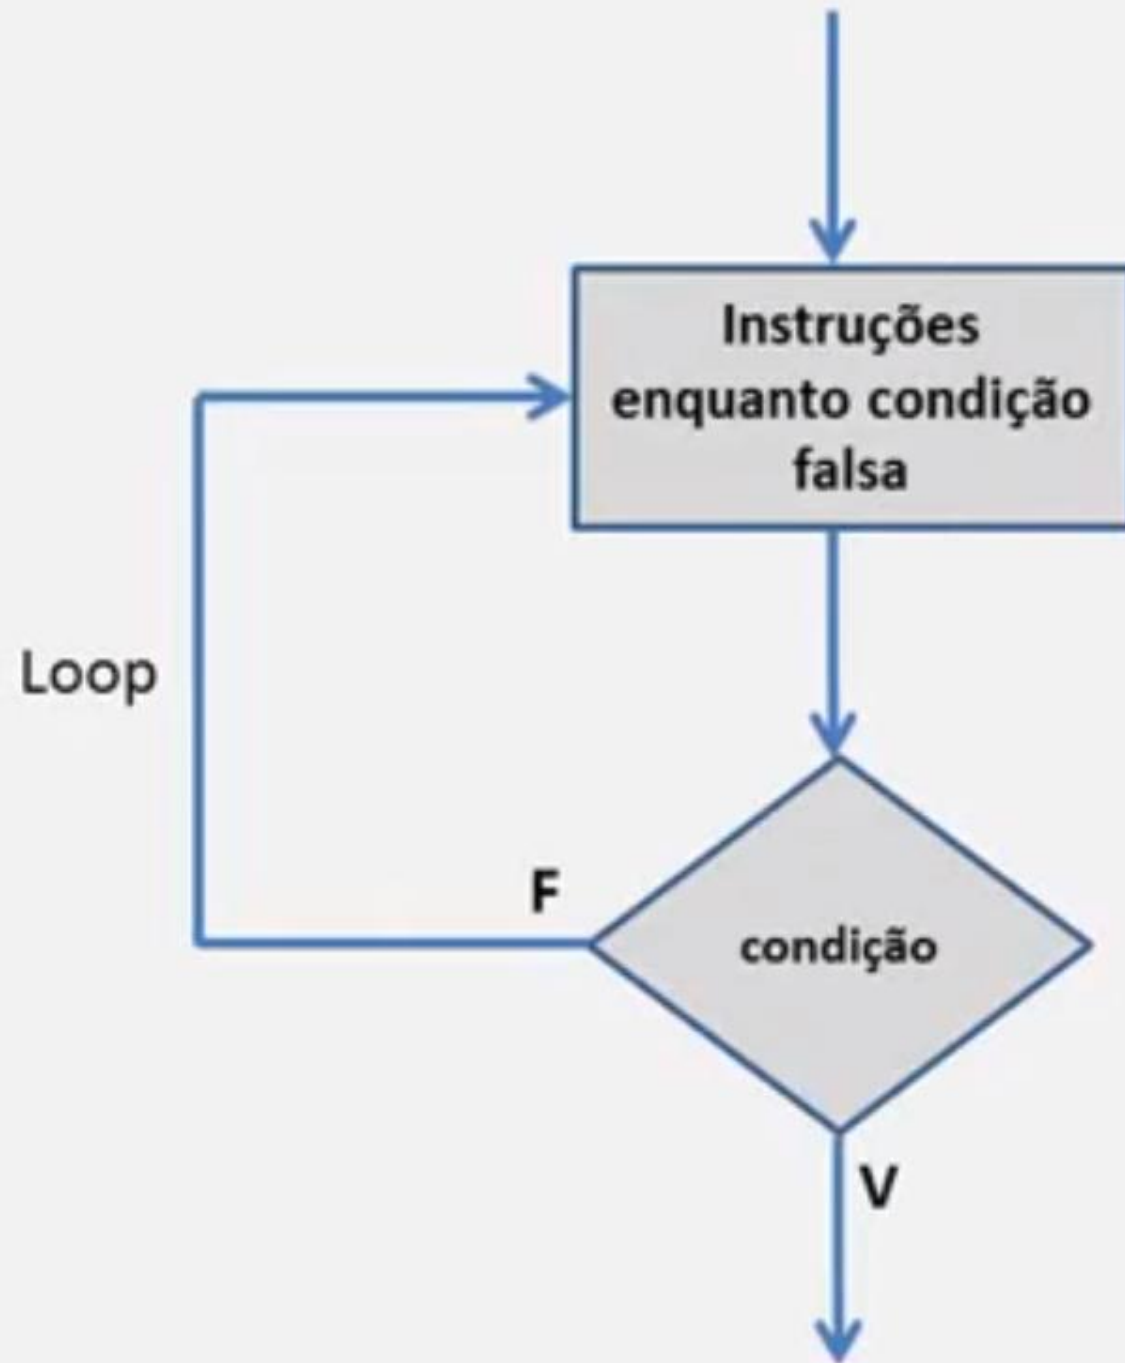 Instruções
enquanto condição
falsa
Loop
F
condição
V